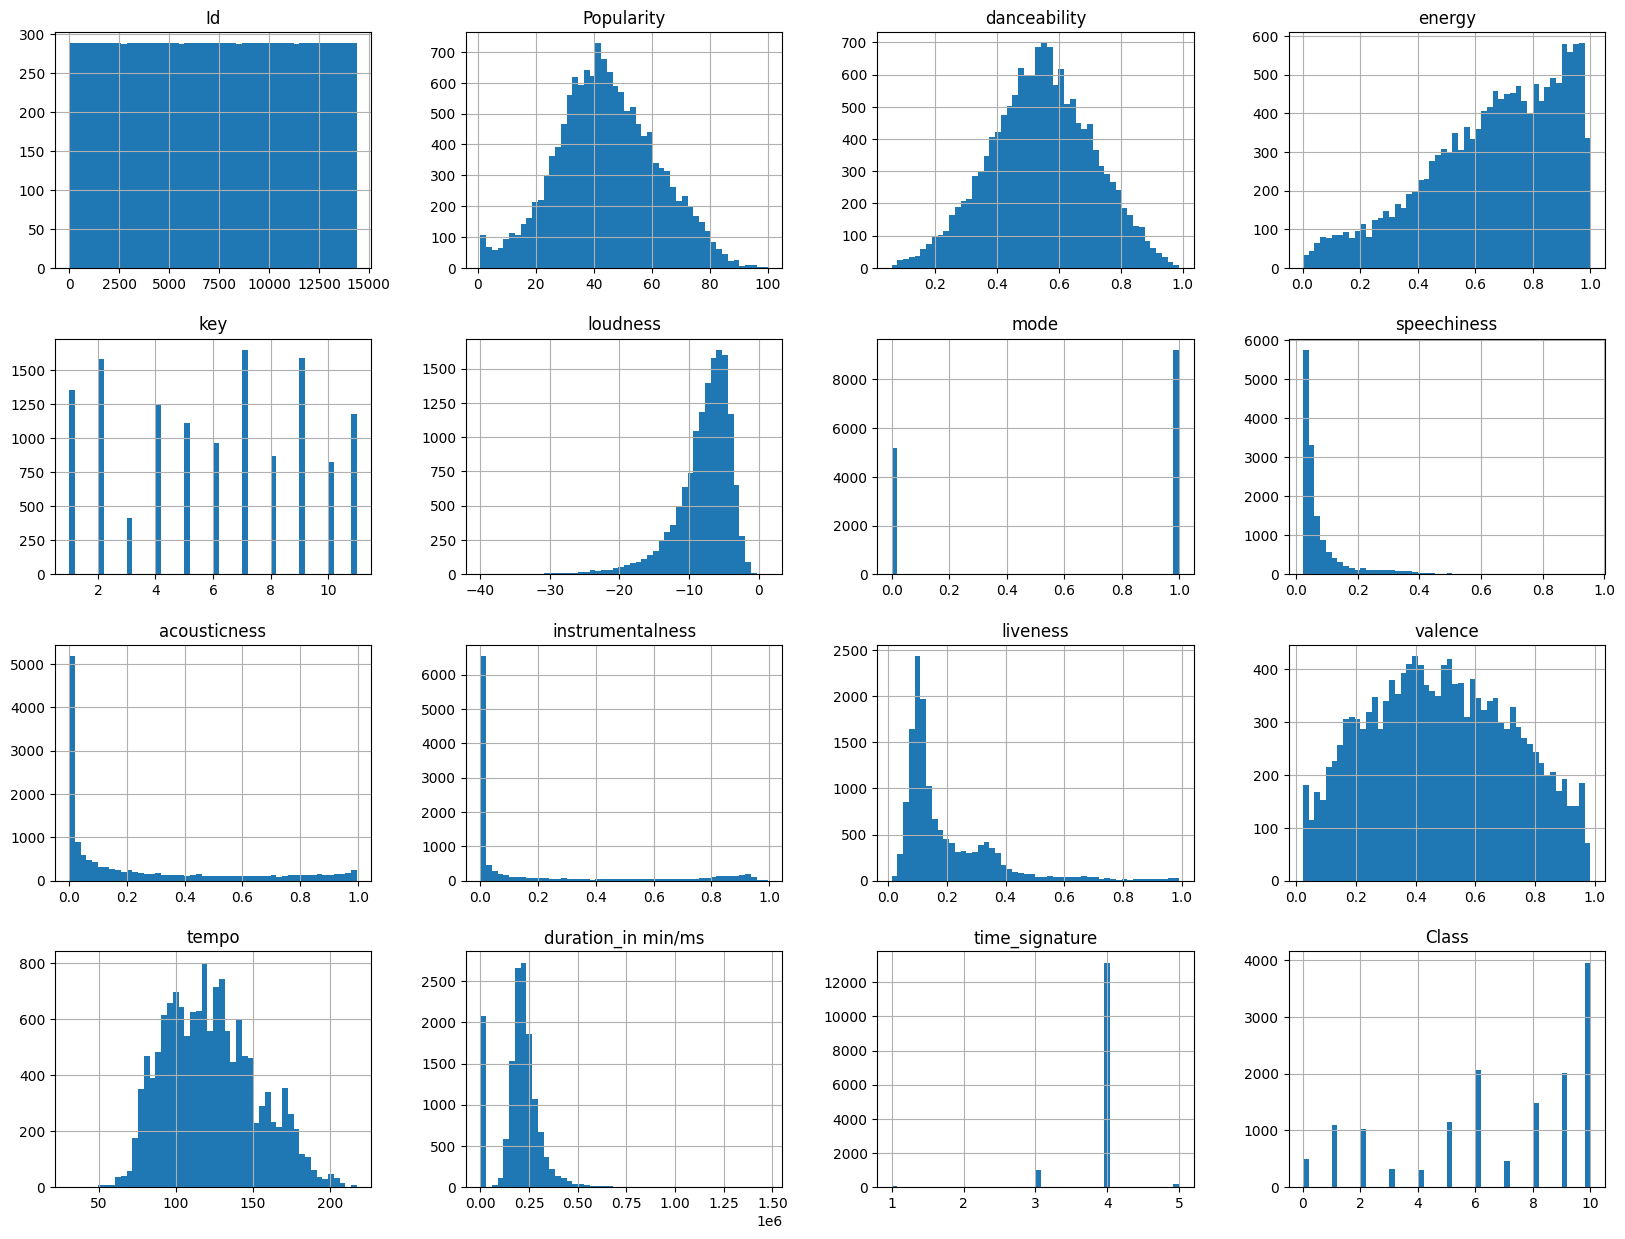 Id Popularity danceability energy
300 250 200 150 100 50 0
0 2500 5000 7500 10000 12500 15000
700 600 500 400 300 200 100 0
0 20 40 60 80 100
700 600 500 400 300 200 100 0
0.2 0.4 0.6 0.8 1.0
600 500 400 300 200 100 0
0.0 0.2 0.4 0.6 0.8 1.0
key loudness mode speechiness
1500 1250 1000 750 500 250 0
2 4 6 8 10
1500 1250 1000 750 500 250 0
−40 −30 −20 −10 0
8000 6000 4000 2000 0
0.0 0.2 0.4 0.6 0.8 1.0
6000 5000 4000 3000 2000 1000 0
0.0 0.2 0.4 0.6 0.8 1.0
acousticness instrumentalness liveness valence
5000 4000 3000 2000 1000 0
0.0 0.2 0.4 0.6 0.8 1.0
6000 5000 4000 3000 2000 1000 0
0.0 0.2 0.4 0.6 0.8 1.0
2500 2000 1500 1000 500 0
0.0 0.2 0.4 0.6 0.8 1.0
400 300 200 100 0
0.0 0.2 0.4 0.6 0.8 1.0
tempo duration_in min/ms time_signature Class
800 600 400 200 0
50 100 150 200
2500 2000 1500 1000 500 0
0.00 0.25 0.50 0.75 1.00 1.25 1.50
1e6
12000 10000 8000 6000 4000 2000 0
1 2 3 4 5
4000 3000 2000 1000 0
0 2 4 6 8 10